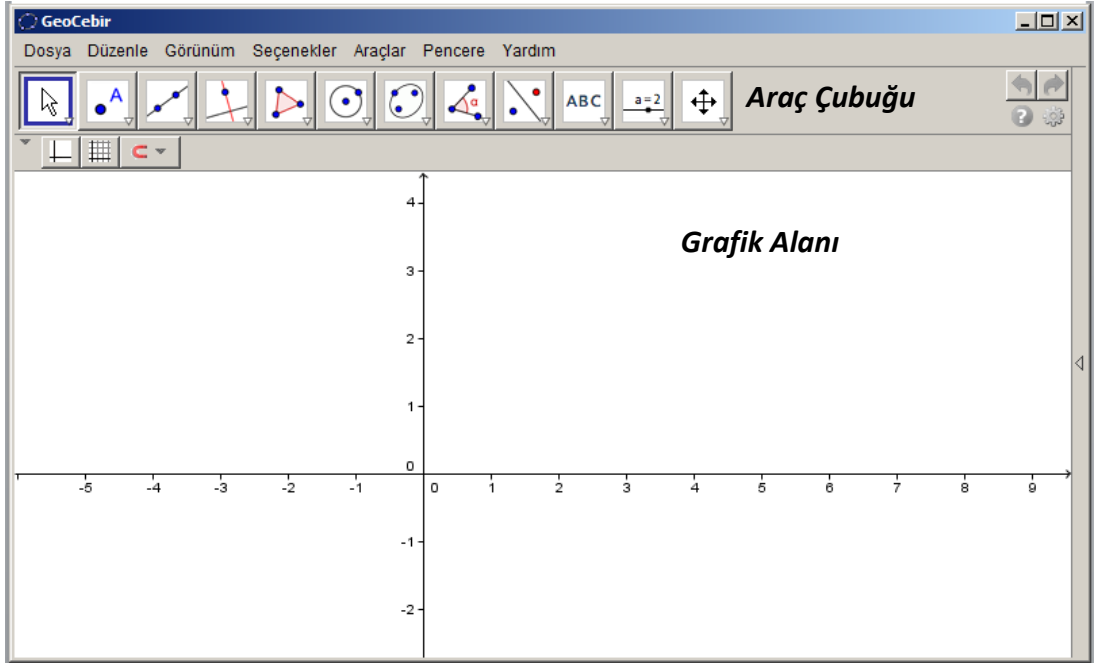 GeoCebir
Dosya Düzenle Görünüm Seçenekler Araçlar Pencere Yardım
A α ABC a=2 Araç Çubuğu
Grafik Alanı
4
3
2
1
0
-5 -4 -3 -2 -1 0 1 2 3 4 5 6 7 8 9
-1
-2